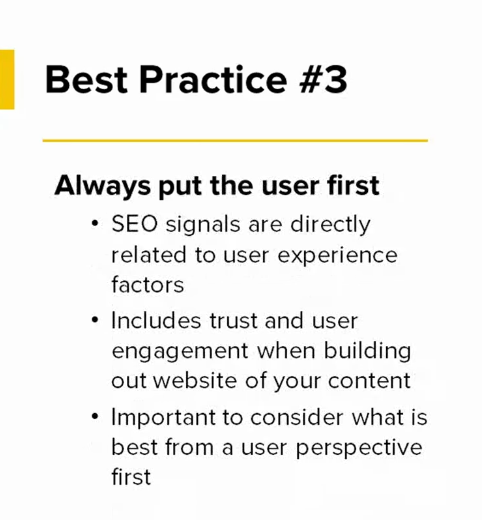 Best Practice #3
Always put the user first
• SEO signals are directly
related to user experience
factors
• Includes trust and user
engagement when building
out website of your content
• Important to consider what is
best from a user perspective
first